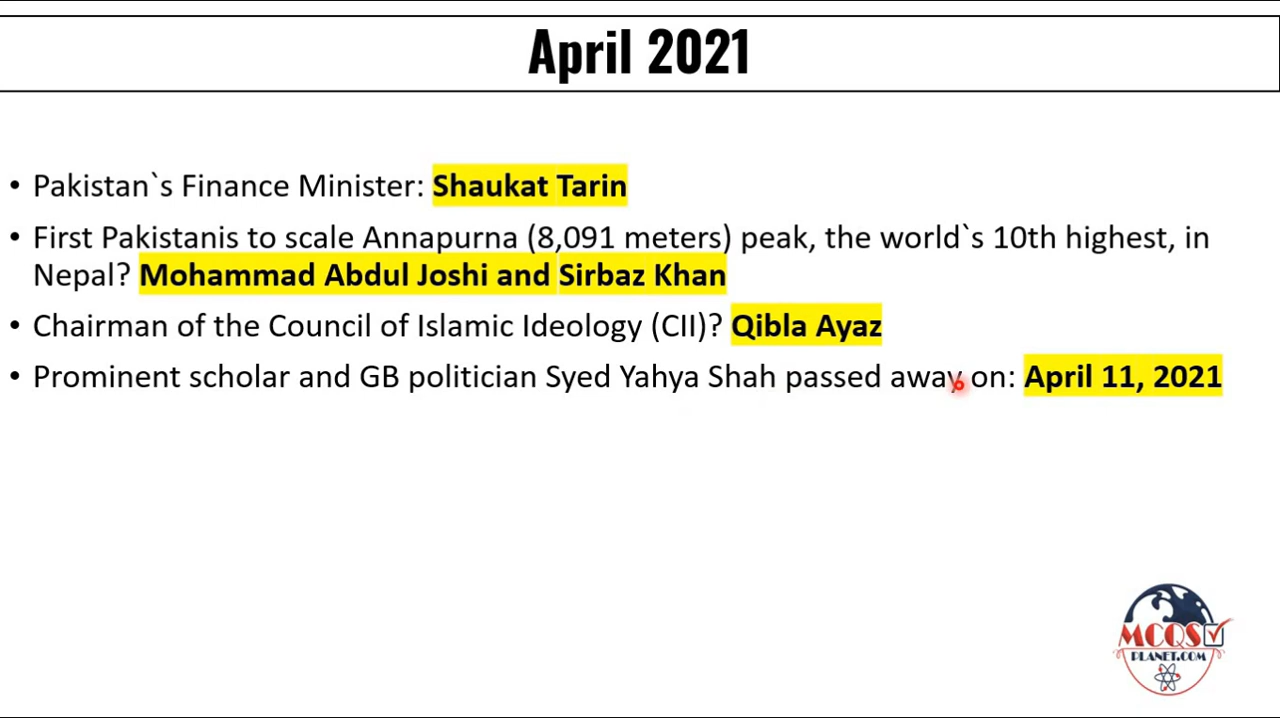 April 2021
• Pakistan`s Finance Minister: Shaukat Tarin
• First Pakistanis to scale Annapurna (8,091 meters) peak, the world`s 10th highest, in
Nepal? Mohammad Abdul Joshi and Sirbaz Khan
• Chairman of the Council of Islamic Ideology (CII)? Qibla Ayaz
• Prominent scholar and GB politician Syed Yahya Shah passed away on: April 11, 2021
MCQS
PLANET.COM